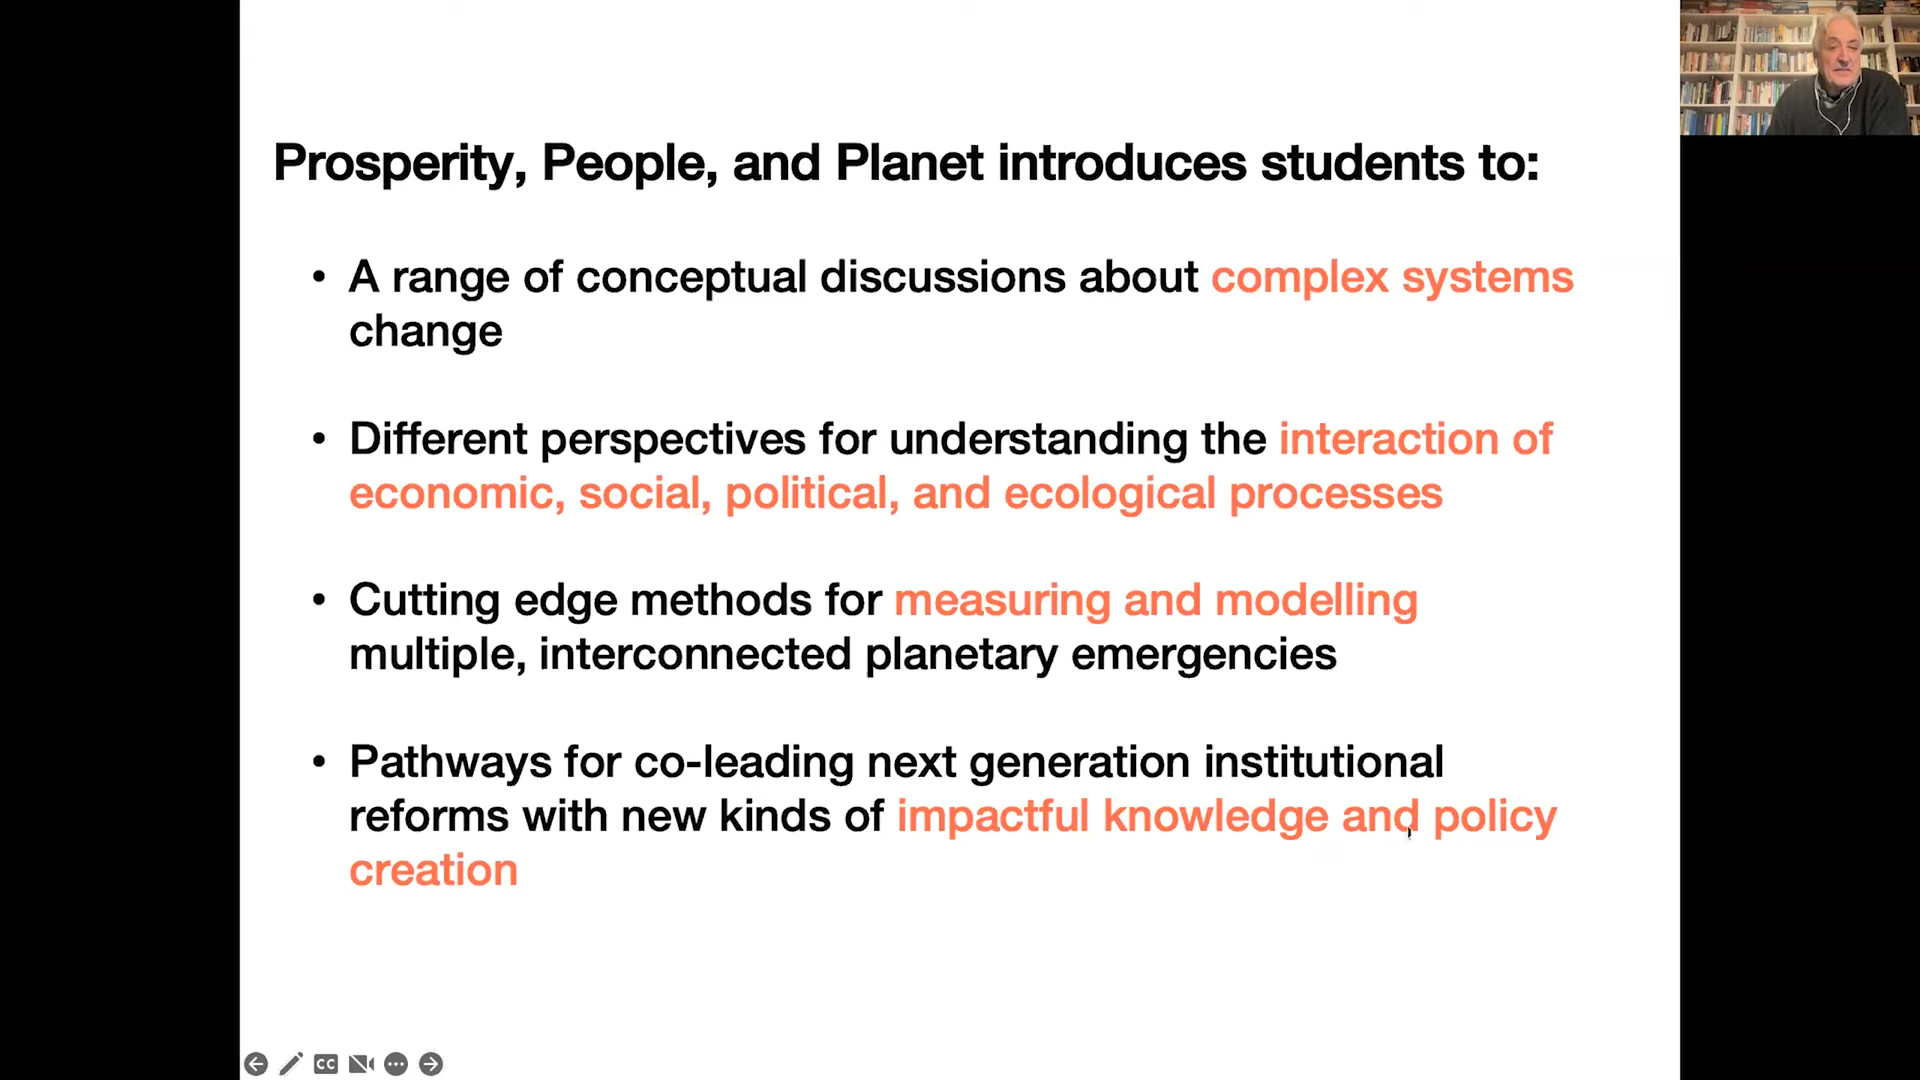 Prosperity, People, and Planet introduces students to:
• A range of conceptual discussions about complex systems
change
• Different perspectives for understanding the interaction of
economic, social, political, and ecological processes
• Cutting edge methods for measuring and modelling
multiple, interconnected planetary emergencies
• Pathways for co-leading next generation institutional
reforms with new kinds of impactful knowledge and policy
creation
CC